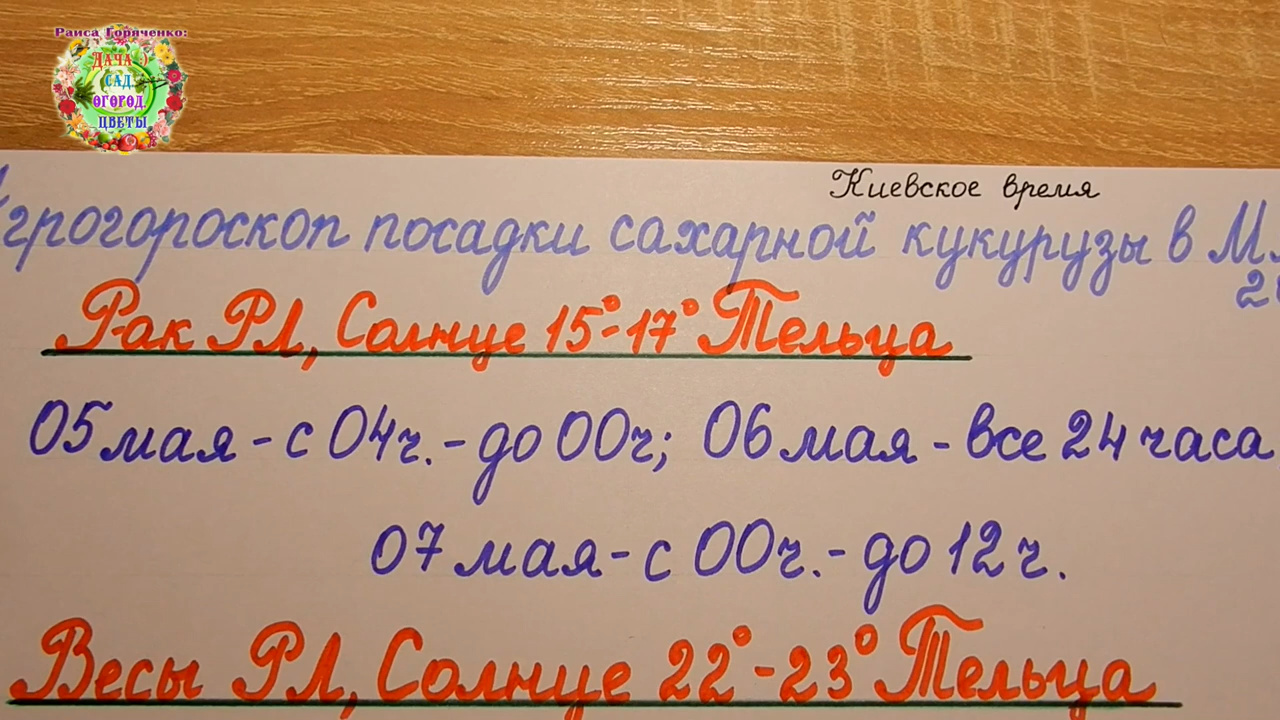 Раиса Горяченко:
Дача :)
сад,
огород,
цветы
Киевское время
грогороскоп посадки сахарной кукурузы в
Рак РЛ, Солнце 15°-17° Тельца
05 мая - с 04ч. - до 00ч; 06 мая - все 24 часа
07 мая - с 00ч. - до 12 ч.
Весы РЛ, Солнце 22°-23° Тельца